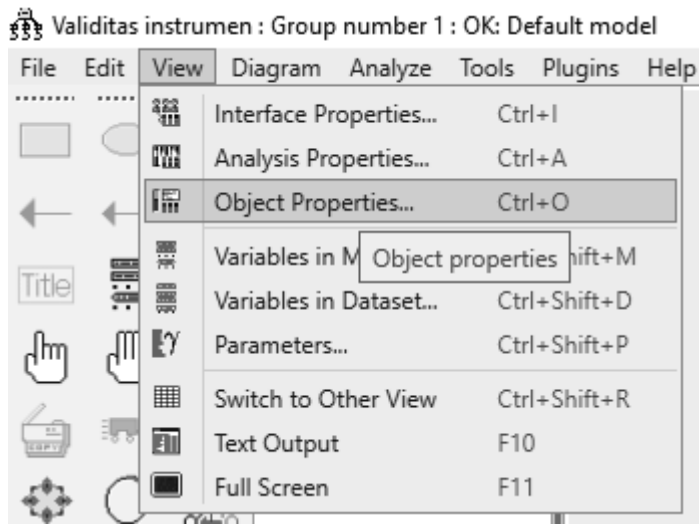 Validitas instrumen : Group number 1 : OK: Default model
File Edit View Diagram Analyze Tools Plugins Help
Interface Properties... Ctrl+I
Analysis Properties... Ctrl+A
Object Properties... Ctrl+O
Variables in M
Object properties
hift+M
Title
Variables in Dataset... Ctrl+Shift+D
Parameters... Ctrl+Shift+P
Switch to Other View Ctrl+Shift+R
COPY
Text Output F10
Full Screen F11